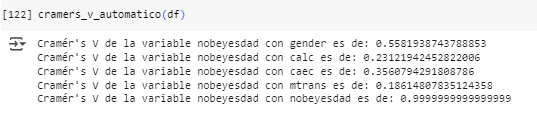 [122] cramers_v_automatico(df)
Cramér's V de la variable nobeyesdad con gender es de: 0.5581938743788853
Cramér's V de la variable nobeyesdad con calc es de: 0.23121942452822006
Cramér's V de la variable nobeyesdad con caec es de: 0.3560794291808786
Cramér's V de la variable nobeyesdad con mtrans es de: 0.18614807835124358
Cramér's V de la variable nobeyesdad con nobeyesdad es de: 0.9999999999999999